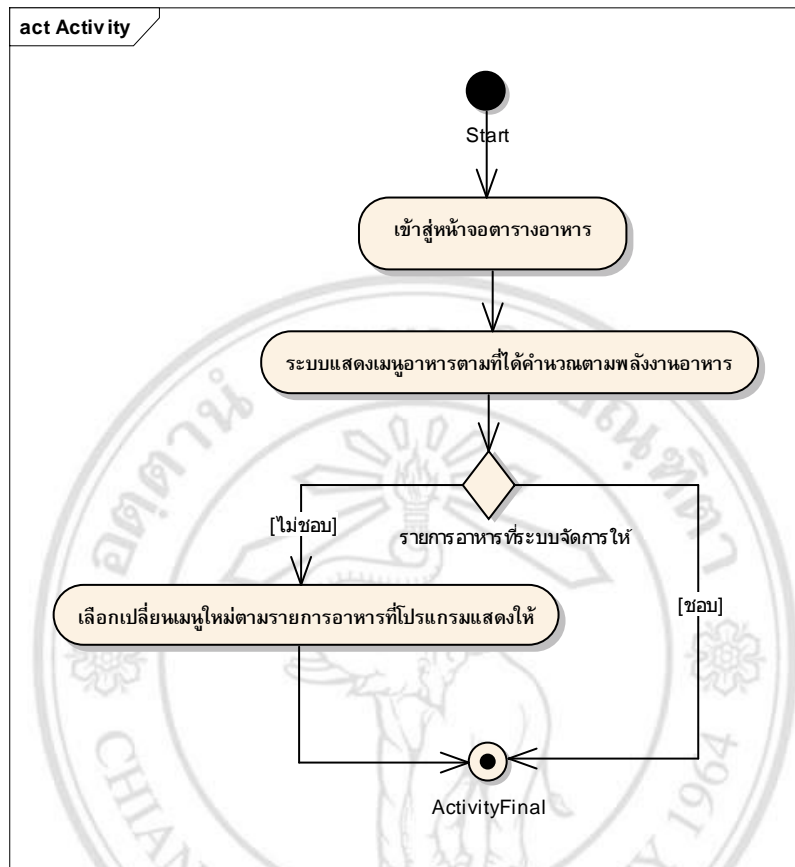 act Activity
Start
เข้าสู่หน้าจอตารางอาหาร
ระบบแสดงเมนูอาหารตามที่ได้คำนวณตามพลังงานอาหาร
[ไม่ชอบ]
รายการอาหารที่ระบบจัดการให้
เลือกเปลี่ยนเมนูใหม่ตามรายการอาหารที่โปรแกรมแสดงให้
[ชอบ]
ActivityFinal
1964